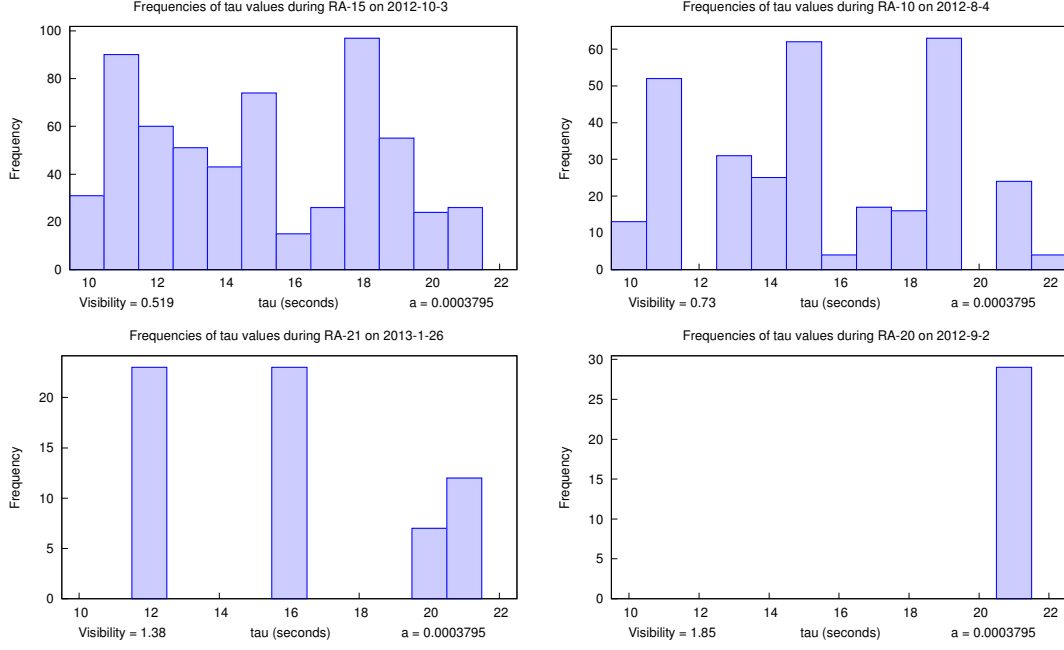 Frequencies of tau values during RA-15 on 2012-10-3
100
80
60
40
20
0
Frequency
10 12 14 16 18 20 22
Visibility = 0.519 tau (seconds) a = 0.0003795
Frequencies of tau values during RA-10 on 2012-8-4
60
50
40
30
20
10
0
Frequency
10 12 14 16 18 20 22
Visibility = 0.73 tau (seconds) a = 0.0003795
Frequencies of tau values during RA-21 on 2013-1-26
20
15
10
5
0
Frequency
10 12 14 16 18 20 22
Visibility = 1.38 tau (seconds) a = 0.0003795
Frequencies of tau values during RA-20 on 2012-9-2
30
25
20
15
10
5
0
Frequency
10 12 14 16 18 20 22
Visibility = 1.85 tau (seconds) a = 0.0003795